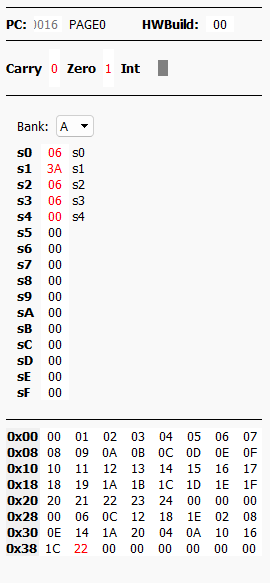 PC: 0016 PAGE0 HWBuild: 00
Carry 0 Zero 1 Int
Bank: A
s0 06 s0
s1 3A s1
s2 06 s2
s3 06 s3
s4 00 s4
s5 00
s6 00
s7 00
s8 00
s9 00
sA 00
sB 00
sC 00
sD 00
sE 00
sF 00
0x00 00 01 02 03 04 05 06 07
0x08 08 09 0A 0B 0C 0D 0E 0F
0x10 10 11 12 13 14 15 16 17
0x18 18 19 1A 1B 1C 1D 1E 1F
0x20 20 21 22 23 24 00 00 00
0x28 00 06 0C 12 18 1E 02 08
0x30 0E 14 1A 20 04 0A 10 16
0x38 1C 22 00 00 00 00 00 00